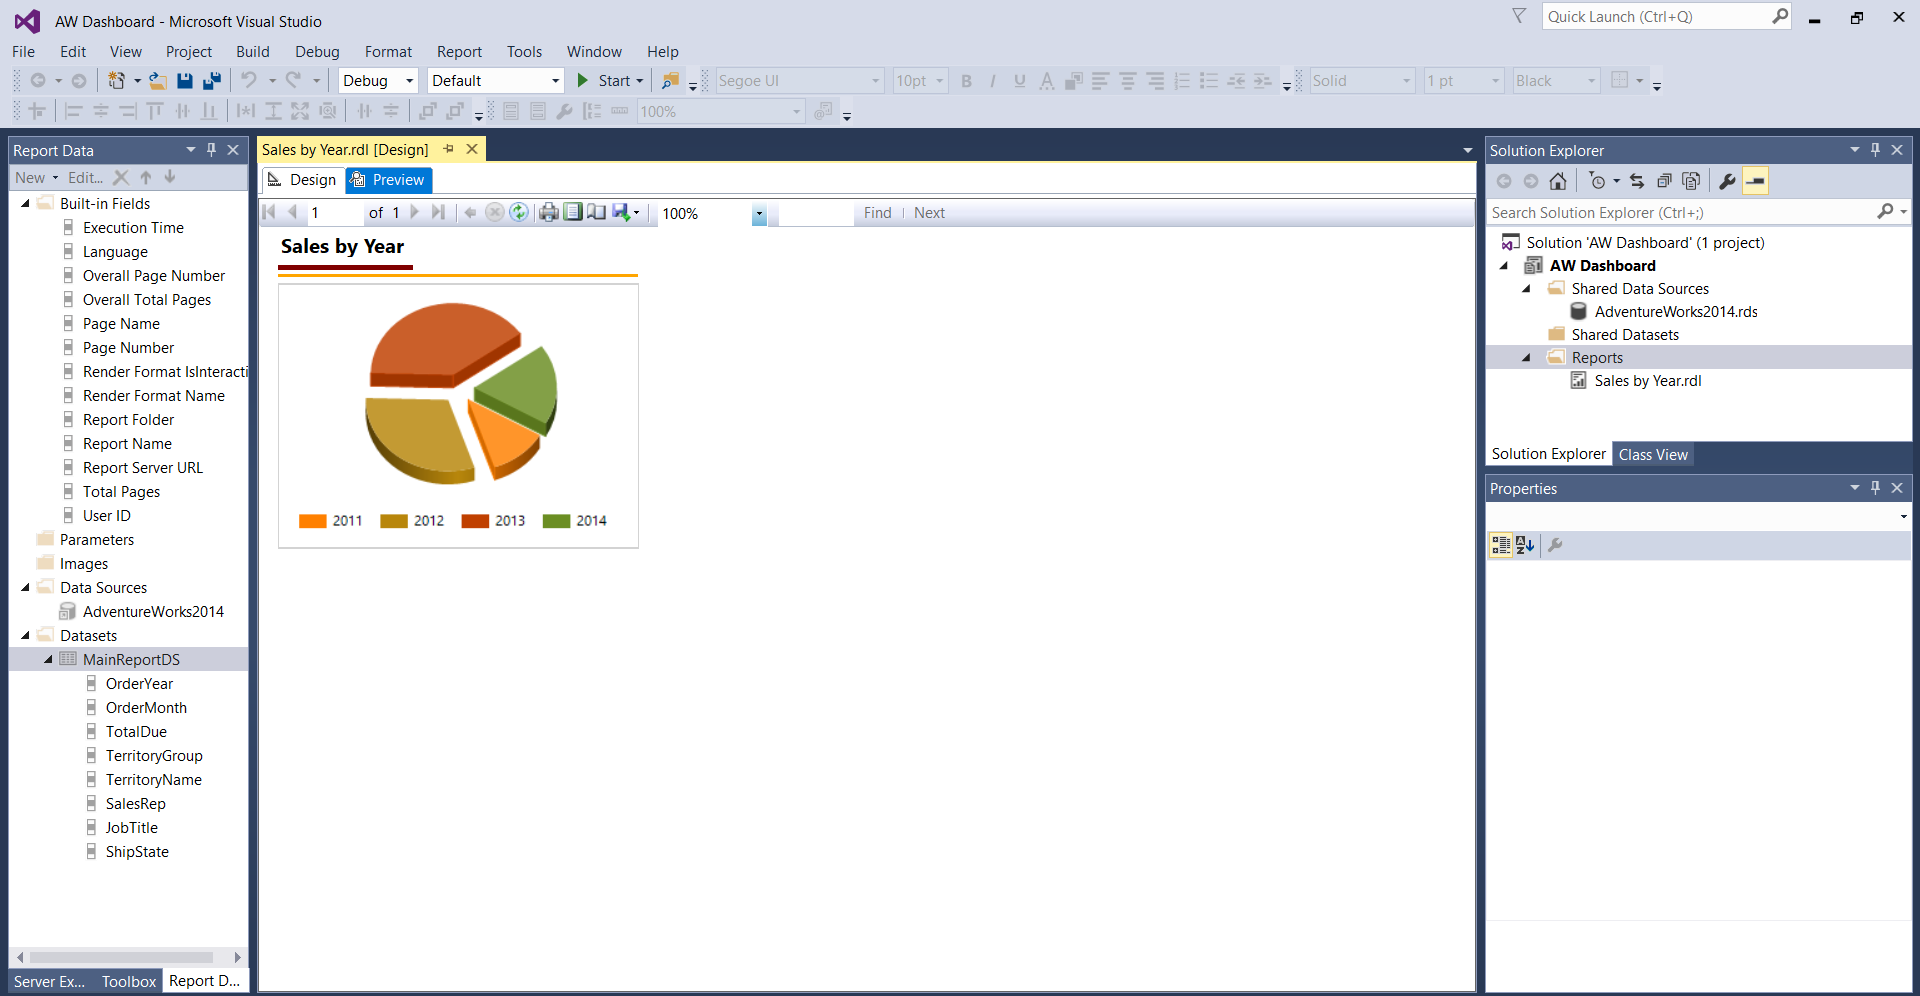 AW Dashboard - Microsoft Visual Studio
Quick Launch (Ctrl+Q)
File Edit View Project Build Debug Format Report Tools Window Help
Debug Default Start Segoe UI 10pt B I U A Solid 1 pt Black
100%
Report Data
New Edit...
Built-in Fields
Execution Time
Language
Overall Page Number
Overall Total Pages
Page Name
Page Number
Render Format IsInteracti
Render Format Name
Report Folder
Report Name
Report Server URL
Total Pages
User ID
Parameters
Images
Data Sources
AdventureWorks2014
Datasets
MainReportDS
OrderYear
OrderMonth
TotalDue
TerritoryGroup
TerritoryName
SalesRep
JobTitle
ShipState
Server Ex... Toolbox Report D...
Sales by Year.rdl [Design]
Design Preview
1 of 1 100% Find Next
Sales by Year
2011 2012 2013 2014
Solution Explorer
Search Solution Explorer (Ctrl+;)
Solution 'AW Dashboard' (1 project)
AW Dashboard
Shared Data Sources
AdventureWorks2014.rds
Shared Datasets
Reports
Sales by Year.rdl
Solution Explorer Class View
Properties